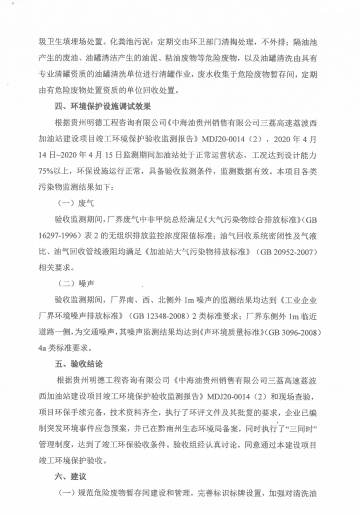 级卫生填埋场处置。化粪池污泥：定期交由环卫部门清掏处理，不外排；隔油池
产生的废油、油罐清洁产生的油泥、粘油废物等危险废物，以及油罐清洗由具有
专业清罐资质的油罐清洗单位进行清罐作业，废水收集于危险废物暂存间，定期
由有危险废物处置资质的单位回收处置。
四、环境保护设施调试效果
根据贵州明德工程咨询有限公司《中海油贵州销售有限公司三荔高速荔波西
加油站建设项目竣工环境保护验收监测报告》MDJ20-0014（2），2020 年 4 月
14 日~2020 年 4 月 15 日监测期间加油站处于正常运营状态，工况达到设计能力
75%以上，环保设施运行正常，具备验收监测条件，监测数据有效。本项目各类
污染物监测结果如下：
（一）废气
验收监测期间，厂界废气中非甲烷总烃满足《大气污染物综合排放标准》（GB
16297-1996）表 2 的无组织排放监控浓度限值标准；油气回收系统密闭性及气液
比、油气回收管线液阻均满足《加油站大气污染物排放标准》（GB 20952-2007）
相关要求。
（二）噪声
验收监测期间，厂界南、西、北侧外 1m 噪声的监测结果均达到《工业企业
厂界环境噪声排放标准》（GB 12348-2008）2 类标准要求；厂界东侧外 1m 临近
道路一侧，为交通噪声，其噪声监测结果均达到《声环境质量标准》（GB 3096-2008）
4a 类标准要求。
五、验收结论
根据贵州明德工程咨询有限公司《中海油贵州销售有限公司三荔高速荔波
西加油站建设项目竣工环境保护验收监测报告》MDJ20-0014（2）和现场查验，
项目环保手续完备，技术资料齐全，执行了环评文件及其批复的要求，企业已编
制突发环境事件应急预案，并已在黔南州生态环境局备案。同时执行了“三同时”
管理制度，达到了竣工环保验收条件。验收组经认真讨论，同意通过本建设项目
竣工环境保护验收。
六、建议
（一）规范危险废物暂存间建设和管理，完善标识标牌设置，加强对清洗油